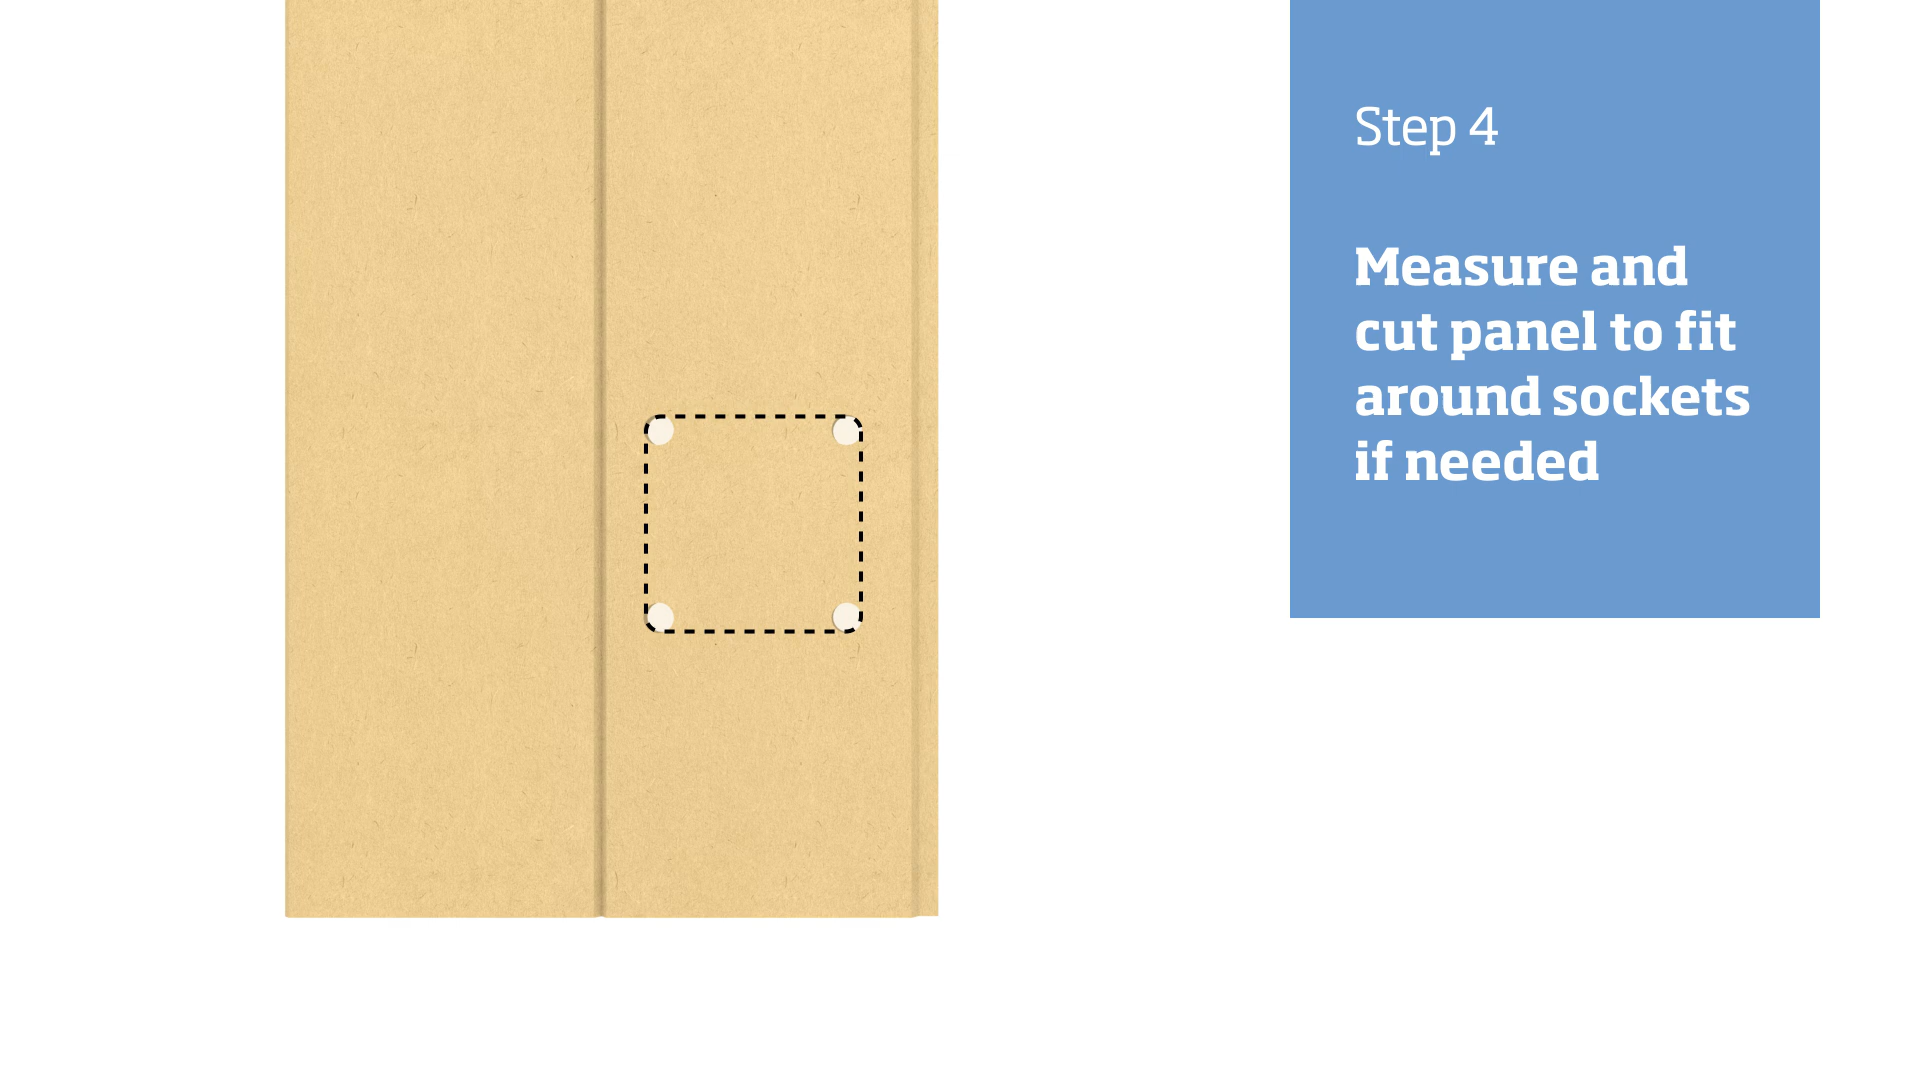 Step 4
Measure and
cut panel to fit
around sockets
if needed